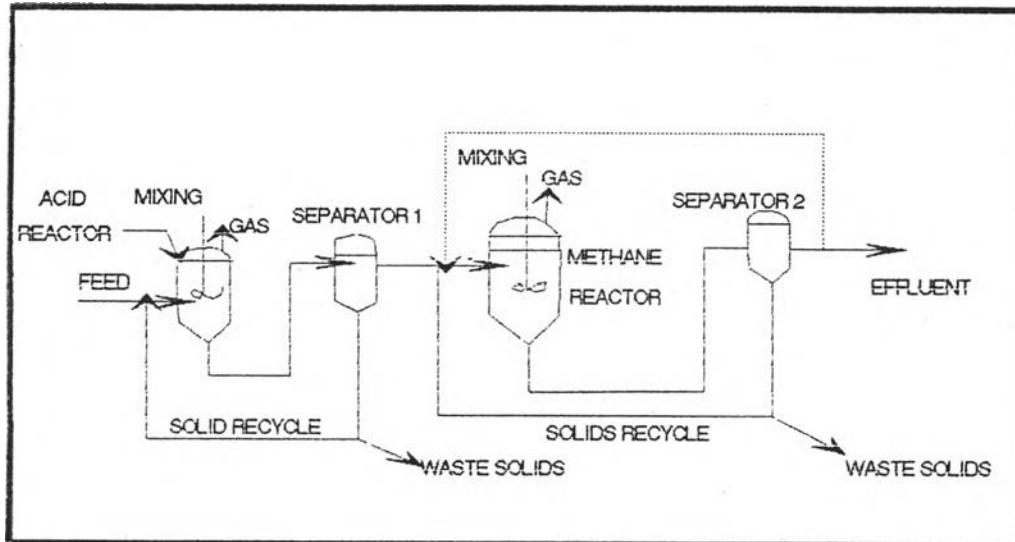 MIXING
GAS
ACID
REACTOR
MIXING
GAS
SEPARATOR 1
SEPARATOR 2
FEED
METHANE
REACTOR
EFFLUENT
SOLID RECYCLE
SOLIDS RECYCLE
WASTE SOLIDS
WASTE SOLIDS